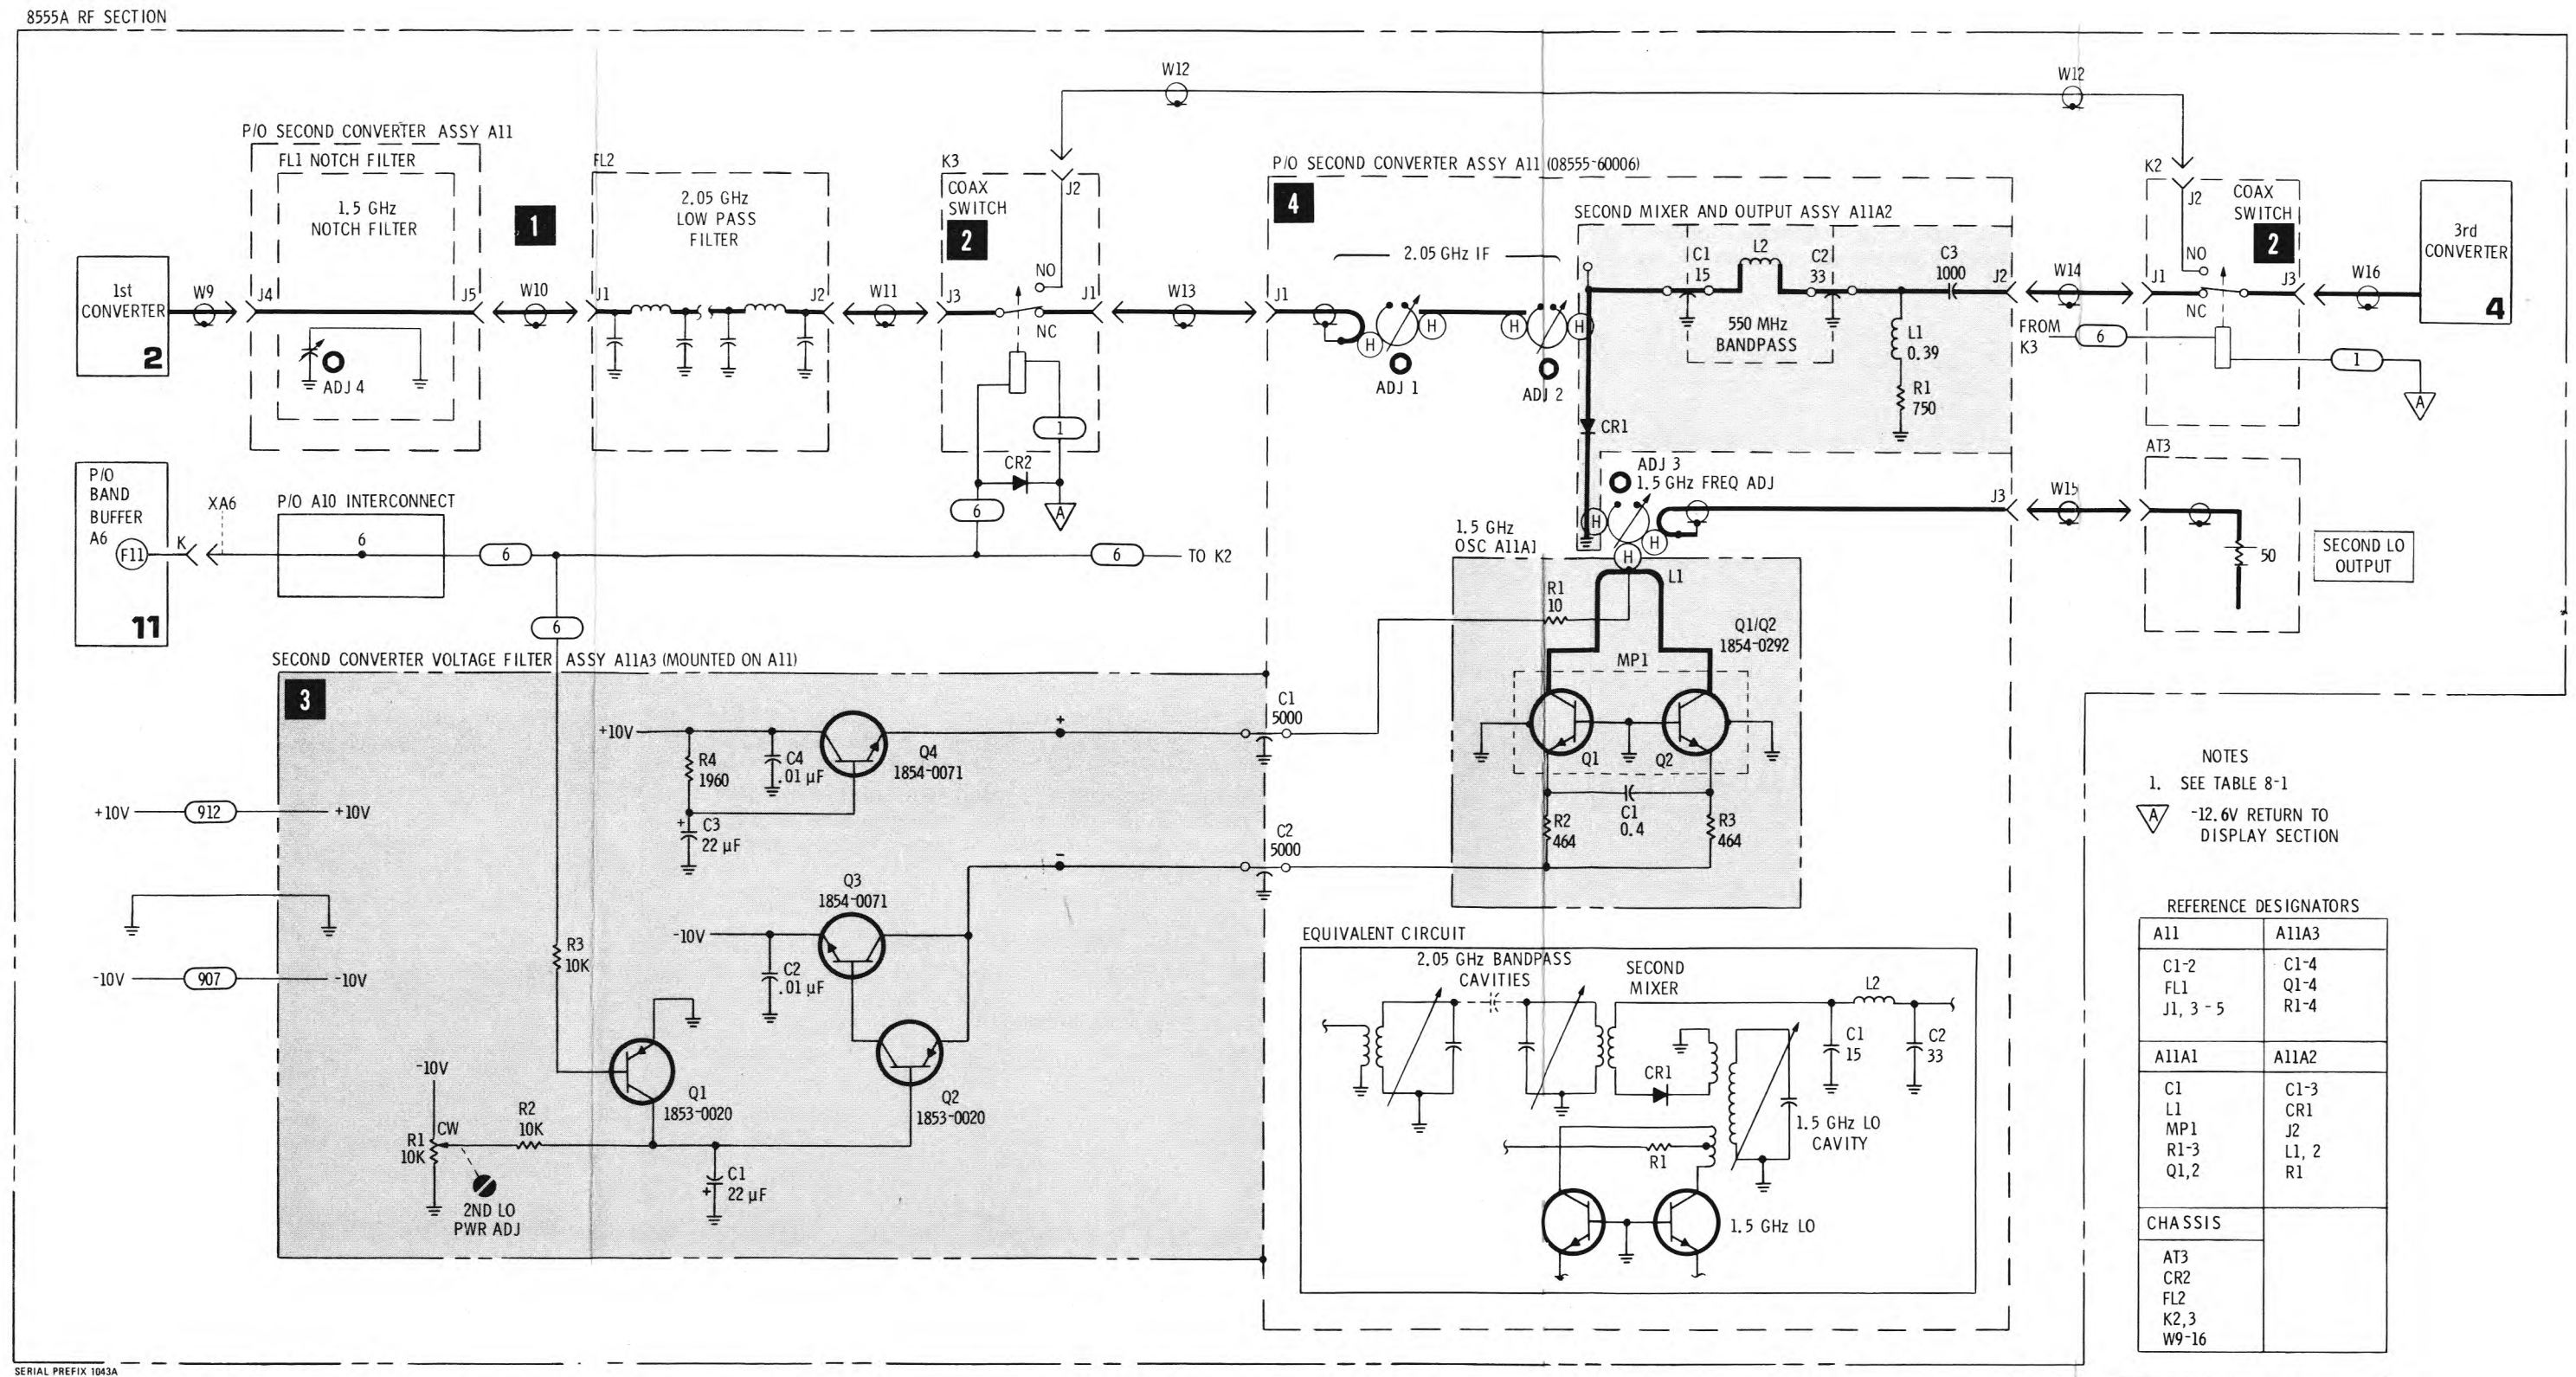 8555A RF SECTION
W12
W12
P/O SECOND CONVERTER ASSY A11
FL1 NOTCH FILTER
1.5 GHz
NOTCH FILTER
J4
J5
ADJ 4
1st
CONVERTER
2
W9
1
W10
FL2
2.05 GHz
LOW PASS
FILTER
J1
J2
W11
K3
COAX
SWITCH
2
J2
NO
NC
J3
J1
1
CR2
6
A
W13
P/O SECOND CONVERTER ASSY A11 (08555-60006)
4
2.05 GHz IF
J1
H
H
H
H
ADJ 1
ADJ 2
SECOND MIXER AND OUTPUT ASSY A11A2
C1
15
L2
C2
33
550 MHz
BANDPASS
C3
1000
J2
L1
0.39
R1
750
CR1
ADJ 3
1.5 GHz FREQ ADJ
H
H
H
J3
W14
W15
FROM
K3
6
K2
COAX
SWITCH
2
J2
NO
NC
J1
J3
1
A
W16
3rd
CONVERTER
4
AT3
50
SECOND LO
OUTPUT
P/O
BAND
BUFFER
A6
F11
11
K
XA6
P/O A10 INTERCONNECT
6
6
6
TO K2
6
1.5 GHz
OSC A11A1
R1
10
L1
Q1/Q2
1854-0292
MP1
Q1
Q2
C1
0.4
R2
464
R3
464
SECOND CONVERTER VOLTAGE FILTER ASSY A11A3 (MOUNTED ON A11)
3
+10V
R4
1960
C4
.01 µF
Q4
1854-0071
+
C3
22 µF
+
C1
5000
C2
5000
-
+10V
912
+10V
-10V
907
-10V
Q3
1854-0071
-10V
C2
.01 µF
R3
10K
Q1
1853-0020
Q2
1853-0020
-10V
R1
10K
CW
R2
10K
2ND LO
PWR ADJ
+
C1
22 µF
EQUIVALENT CIRCUIT
2.05 GHz BANDPASS
CAVITIES
SECOND
MIXER
L2
C1
15
C2
33
CR1
1.5 GHz LO
CAVITY
R1
1.5 GHz LO
NOTES
1. SEE TABLE 8-1
A
-12.6V RETURN TO
DISPLAY SECTION
REFERENCE DESIGNATORS
A11
A11A3
C1-2
FL1
J1, 3-5
C1-4
Q1-4
R1-4
A11A1
A11A2
C1
L1
MP1
R1-3
Q1,2
C1-3
CR1
J2
L1, 2
R1
CHASSIS
AT3
CR2
FL2
K2,3
W9-16
SERIAL PREFIX 1043A